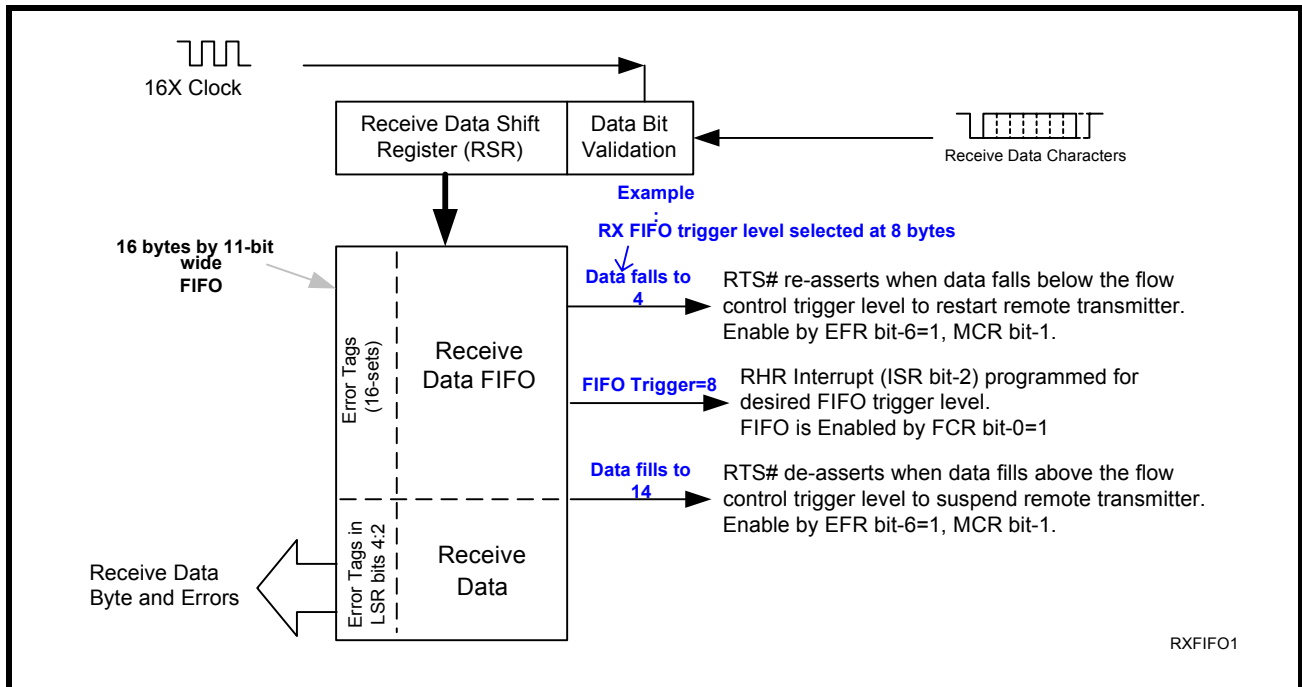 16X Clock
Receive Data Shift
Register (RSR)
Data Bit
Validation
Receive Data Characters
Example
:
RX FIFO trigger level selected at 8 bytes
16 bytes by 11-bit
wide
FIFO
Error Tags
(16-sets)
Receive
Data FIFO
Data falls to
4
RTS# re-asserts when data falls below the flow
control trigger level to restart remote transmitter.
Enable by EFR bit-6=1, MCR bit-1.
FIFO Trigger=8
RHR Interrupt (ISR bit-2) programmed for
desired FIFO trigger level.
FIFO is Enabled by FCR bit-0=1
Data fills to
14
RTS# de-asserts when data fills above the flow
control trigger level to suspend remote transmitter.
Enable by EFR bit-6=1, MCR bit-1.
Error Tags in
LSR bits 4:2
Receive
Data
Receive Data
Byte and Errors
RXFIFO1